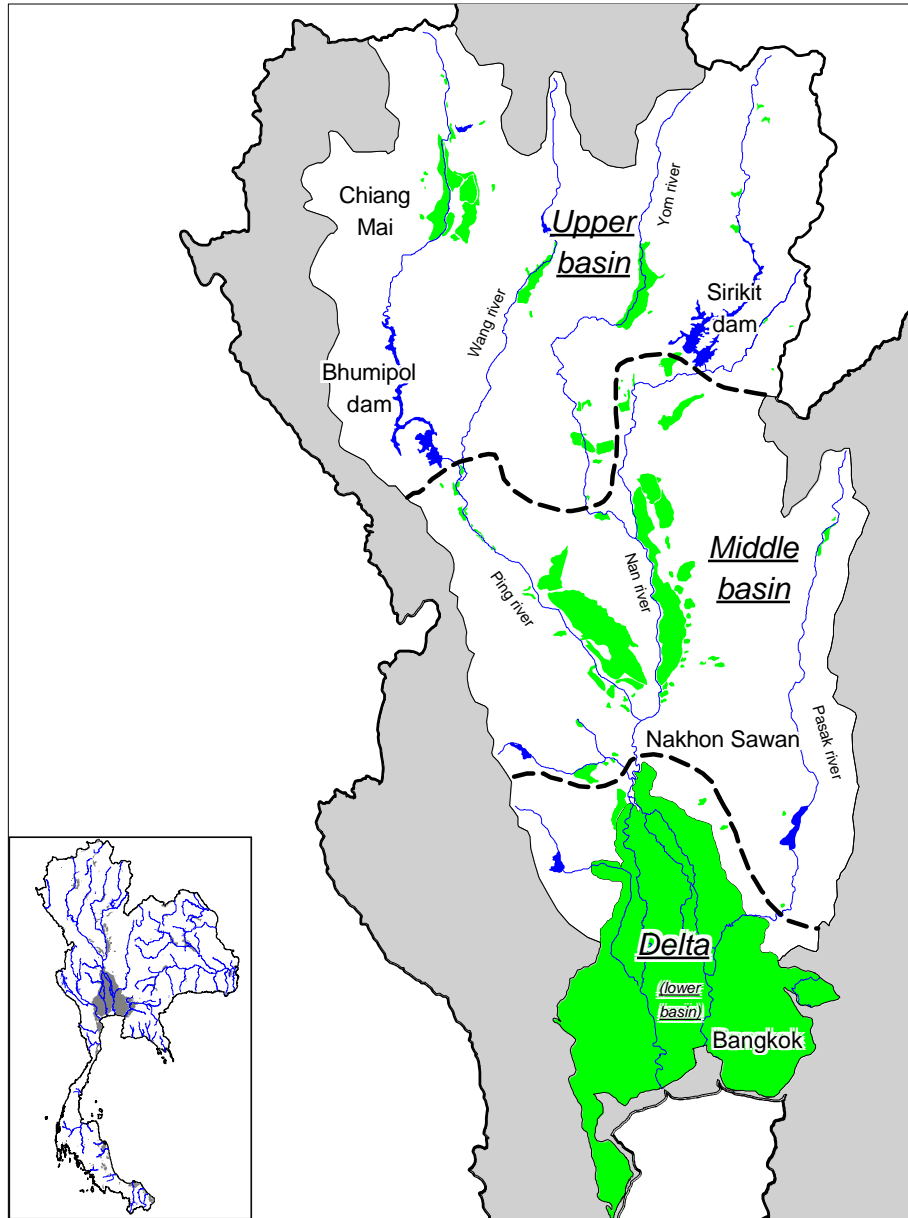 Chiang
Mai
Upper
basin
Yom river
Sirikit
dam
Wang river
Bhumipol
dam
Middle
basin
Ping river
Nan river
Nakhon Sawan
Pasak river
Delta
(lower
basin)
Bangkok